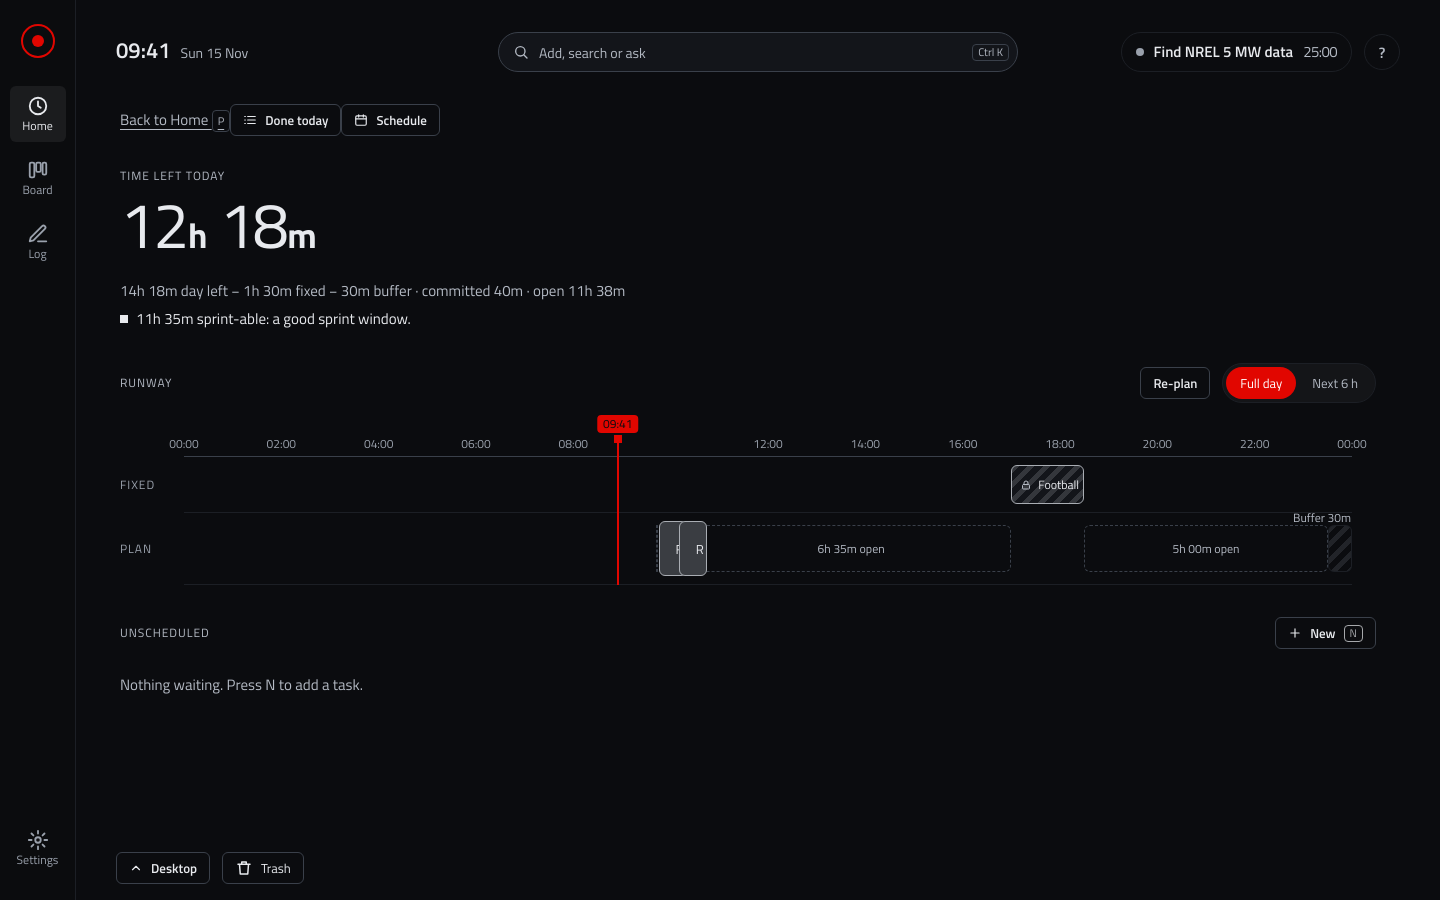 09:41 Sun 15 Nov
Add, search or ask Ctrl K
Find NREL 5 MW data 25:00 ?
Home
Board
Log
Settings
Back to Home P Done today Schedule
TIME LEFT TODAY
12h 18m
14h 18m day left – 1h 30m fixed – 30m buffer · committed 40m · open 11h 38m
11h 35m sprint-able: a good sprint window.
RUNWAY Re-plan Full day Next 6 h
09:41
00:00 02:00 04:00 06:00 08:00 12:00 14:00 16:00 18:00 20:00 22:00 00:00
FIXED Football
Buffer 30m
PLAN R 6h 35m open 5h 00m open
UNSCHEDULED New N
Nothing waiting. Press N to add a task.
Desktop Trash